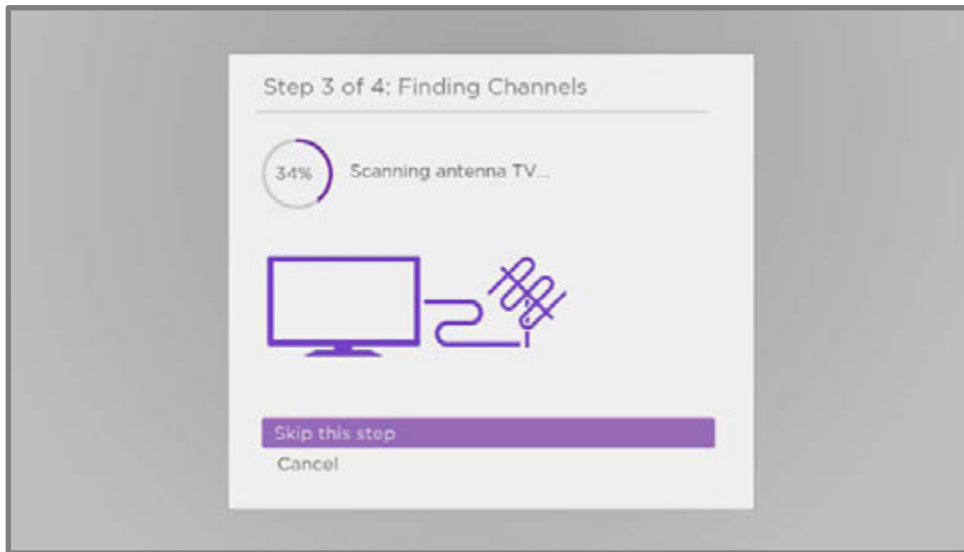 Step 3 of 4: Finding Channels
34%
Scanning antenna TV...
Skip this step
Cancel